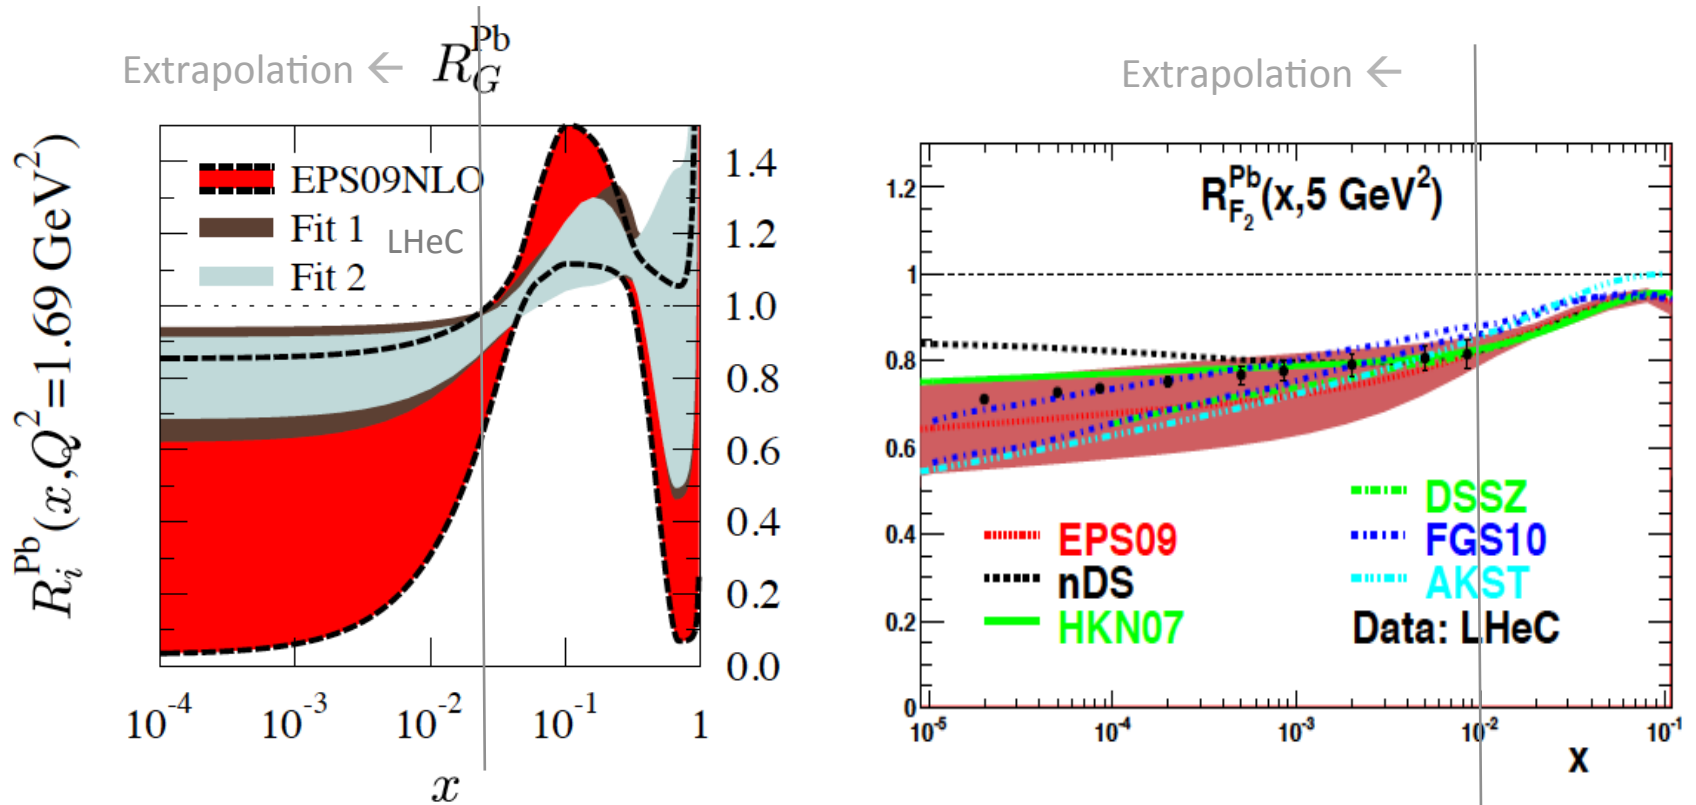 Extrapolation ←
R_G^Pb
EPS09NLO
Fit 1
Fit 2
LHeC
R_i^Pb(x,Q^2=1.69 GeV^2)
1.4
1.2
1.0
0.8
0.6
0.4
0.2
0.0
10^-4 10^-3 10^-2 10^-1 1
x
Extrapolation ←
R_F2^Pb(x,5 GeV^2)
1.2
1
0.8
0.6
0.4
0.2
0
EPS09
nDS
HKN07
DSSZ
FGS10
AKST
Data: LHeC
10^-5 10^-4 10^-3 10^-2 10^-1
x